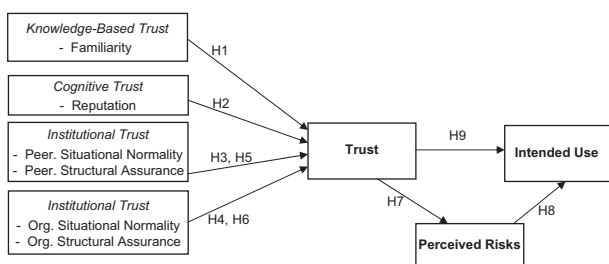 Knowledge-Based Trust
- Familiarity
H1
Cognitive Trust
- Reputation
H2
Institutional Trust
- Peer. Situational Normality
- Peer. Structural Assurance
H3, H5
Institutional Trust
- Org. Situational Normality
- Org. Structural Assurance
H4, H6
Trust
H9
Intended Use
H7
H8
Perceived Risks